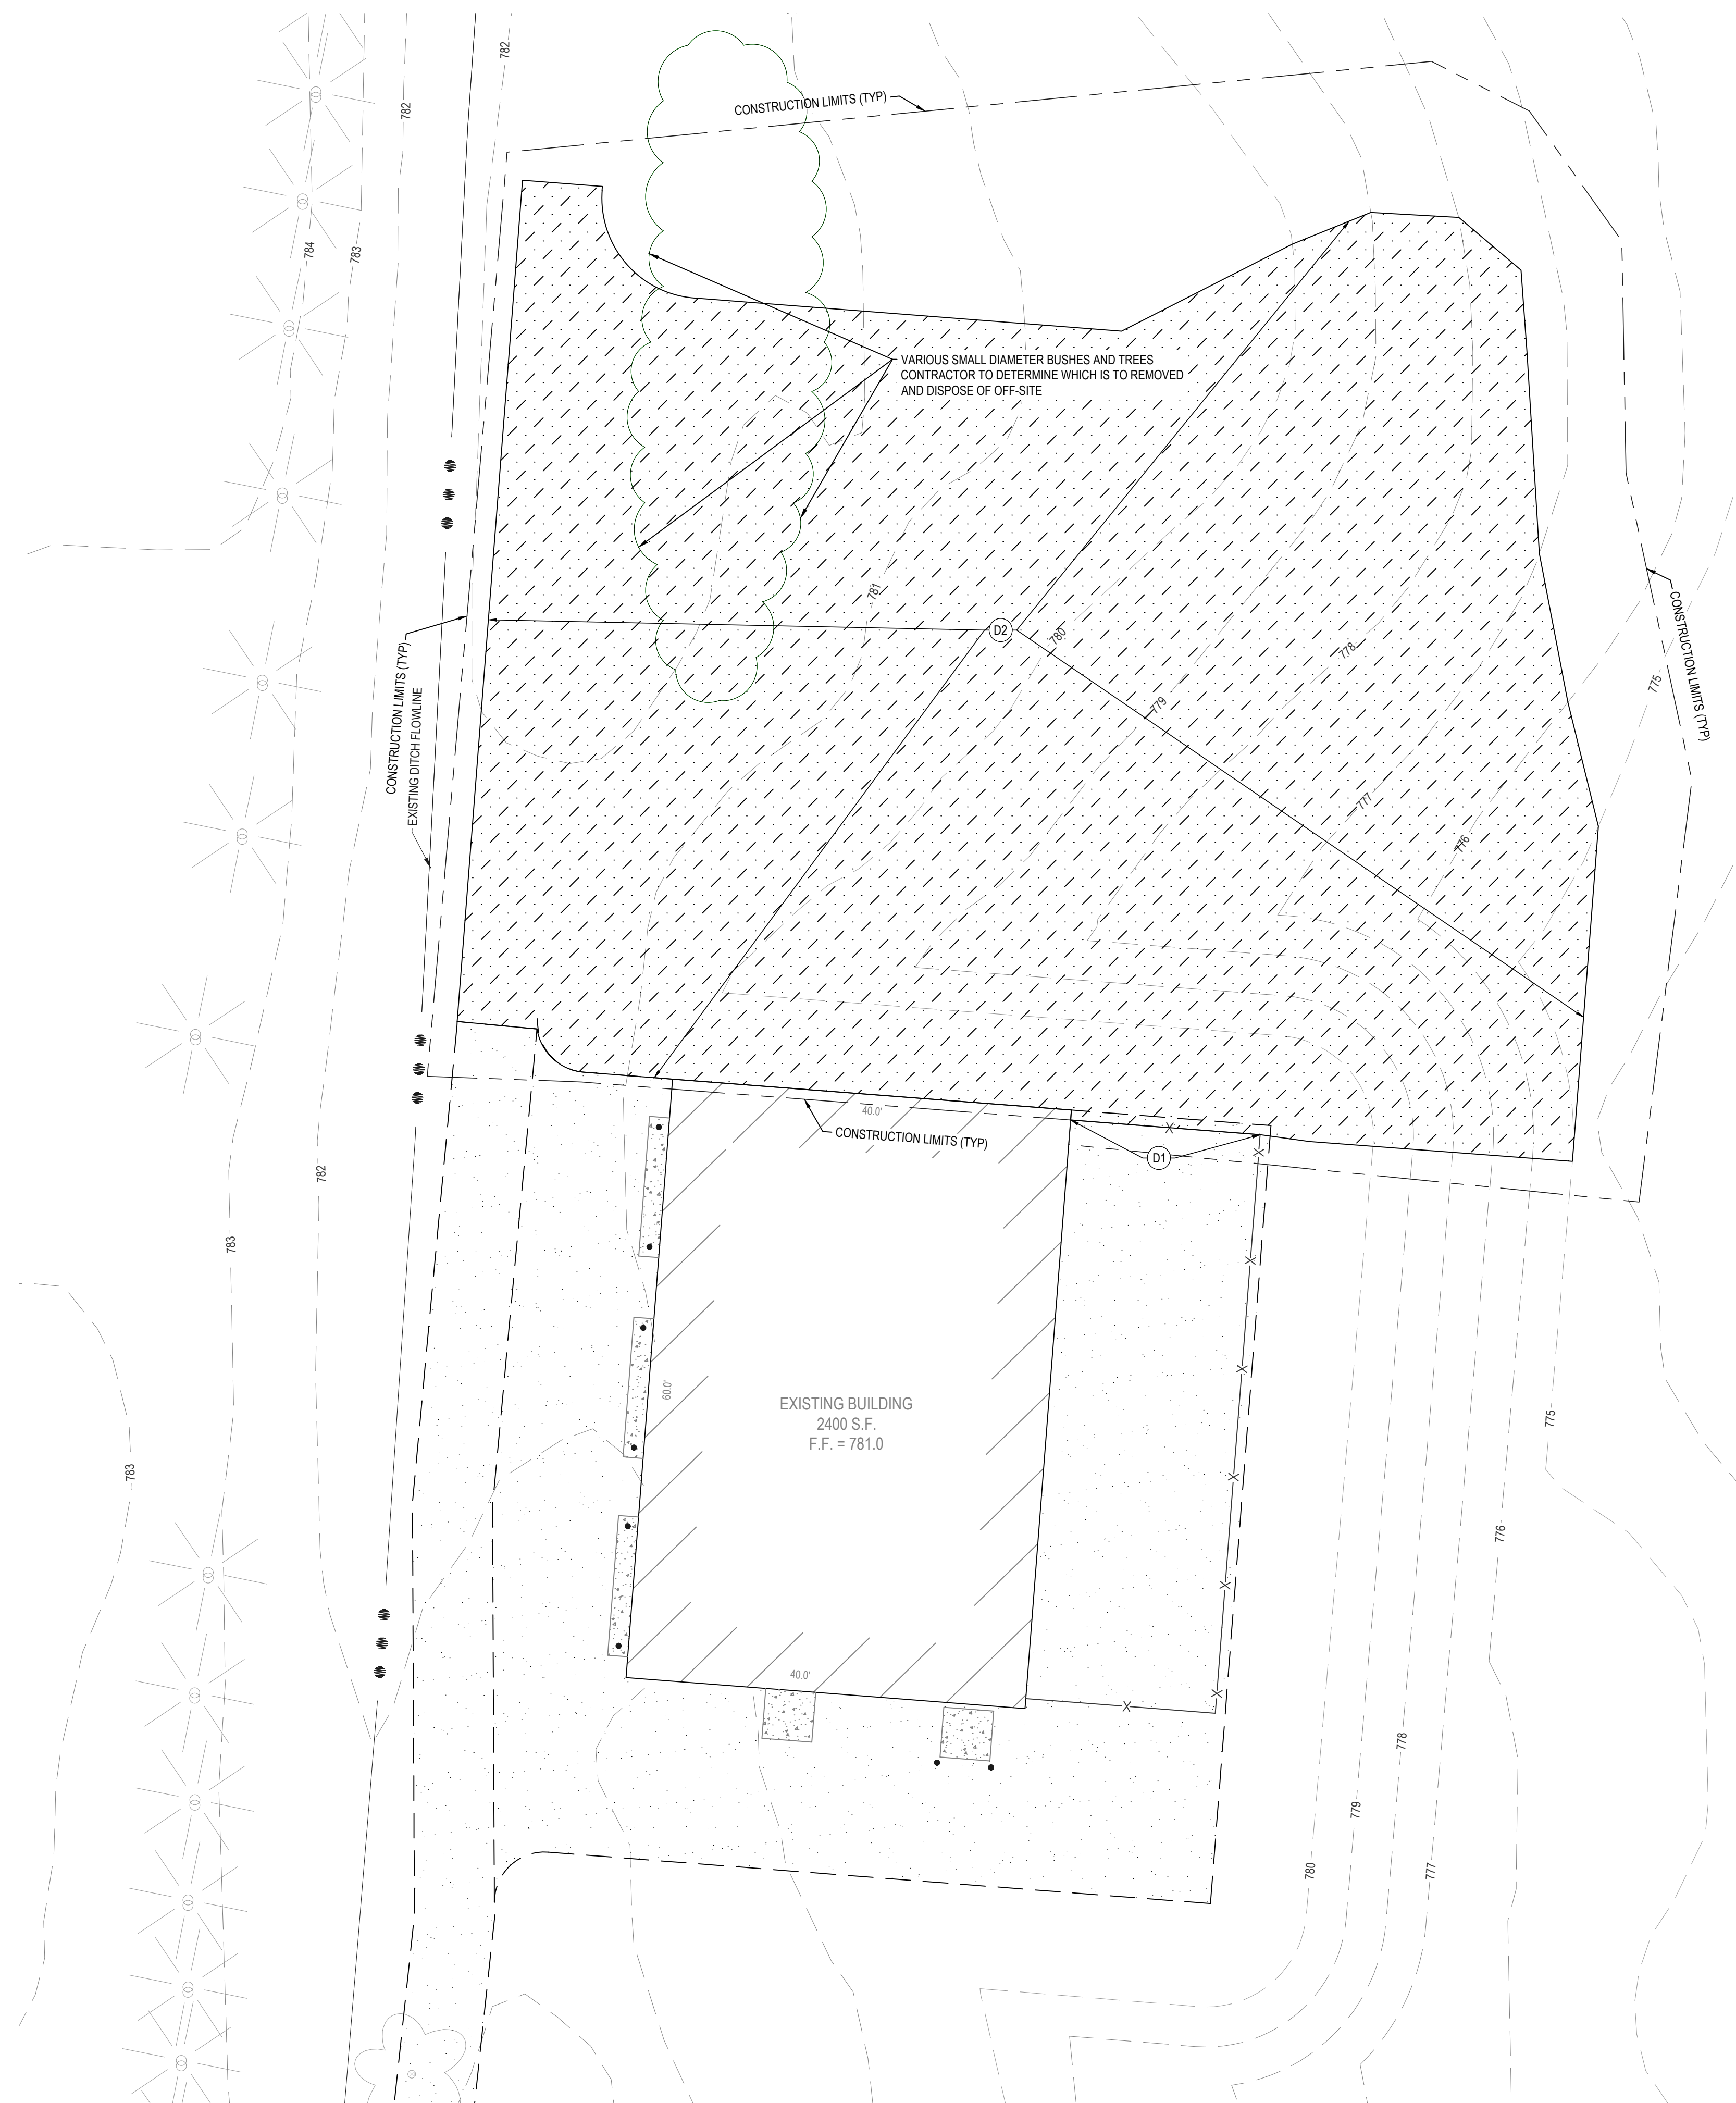 782
782
CONSTRUCTION LIMITS (TYP)
784
783
VARIOUS SMALL DIAMETER BUSHES AND TREES
CONTRACTOR TO DETERMINE WHICH IS TO REMOVED
AND DISPOSE OF OFF-SITE
781
D2
780
778
779
775
CONSTRUCTION LIMITS (TYP)
CONSTRUCTION LIMITS (TYP)
EXISTING DITCH FLOWLINE
777
776
40.0'
CONSTRUCTION LIMITS (TYP)
X
D1
X
782
783
X
X
60.0'
EXISTING BUILDING
2400 S.F.
F.F. = 781.0
775
783
X
776
X
40.0'
X
X
778
779
780
777